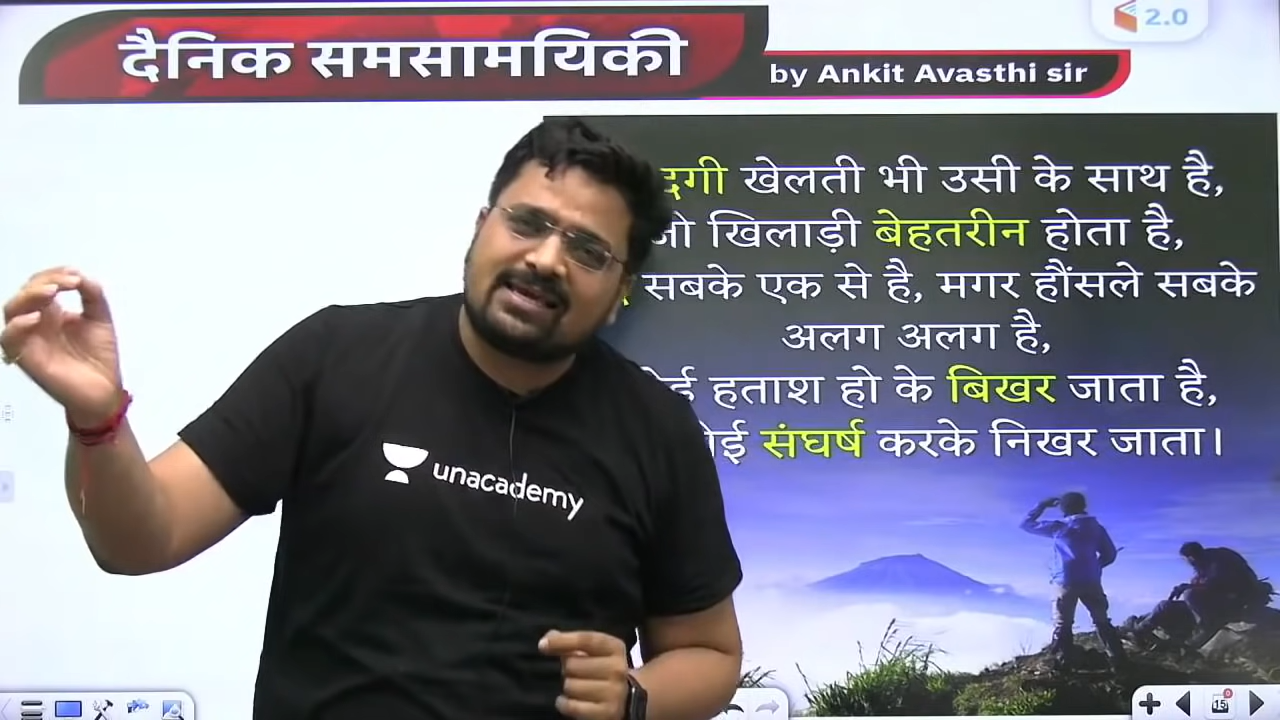 दैनिक समसामयिकी
by Ankit Avasthi sir
2.0
खेलती भी उसी के साथ है,
खिलाड़ी बेहतरीन होता है,
सबके एक से है, मगर हौंसले सबके
अलग अलग है,
हताश हो के बिखर जाता है,
संघर्ष करके निखर जाता।
unacademy
15